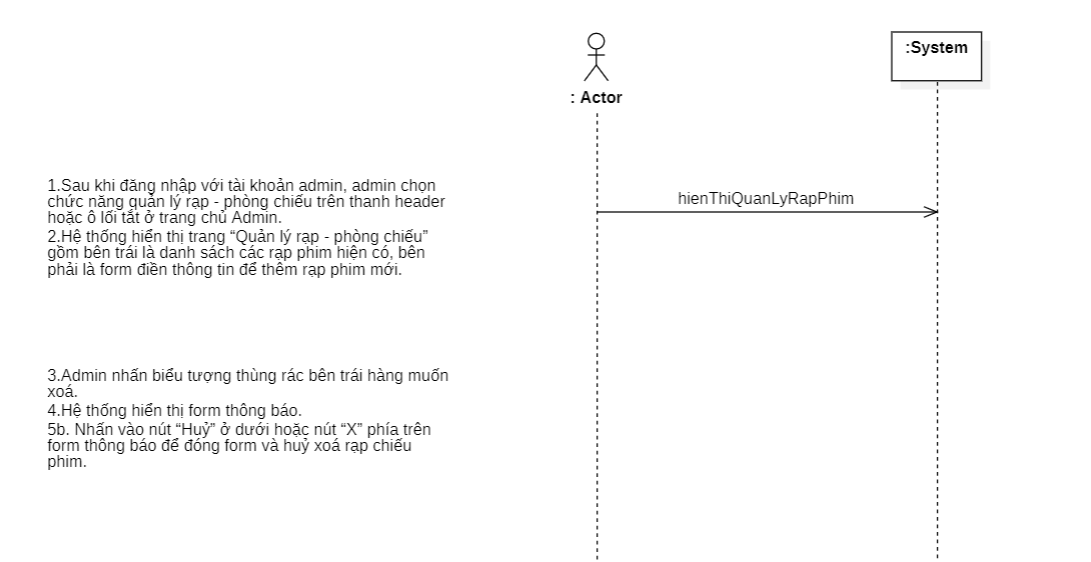 :System
: Actor
1.Sau khi đăng nhập với tài khoản admin, admin chọn
chức năng quản lý rạp - phòng chiếu trên thanh header
hoặc ô lối tắt ở trang chủ Admin.
hienThiQuanLyRapPhim
2.Hệ thống hiển thị trang “Quản lý rạp - phòng chiếu”
gồm bên trái là danh sách các rạp phim hiện có, bên
phải là form điền thông tin để thêm rạp phim mới.
3.Admin nhấn biểu tượng thùng rác bên trái hàng muốn
xoá.
4.Hệ thống hiển thị form thông báo.
5b. Nhấn vào nút “Huỷ” ở dưới hoặc nút “X” phía trên
form thông báo để đóng form và huỷ xoá rạp chiếu
phim.